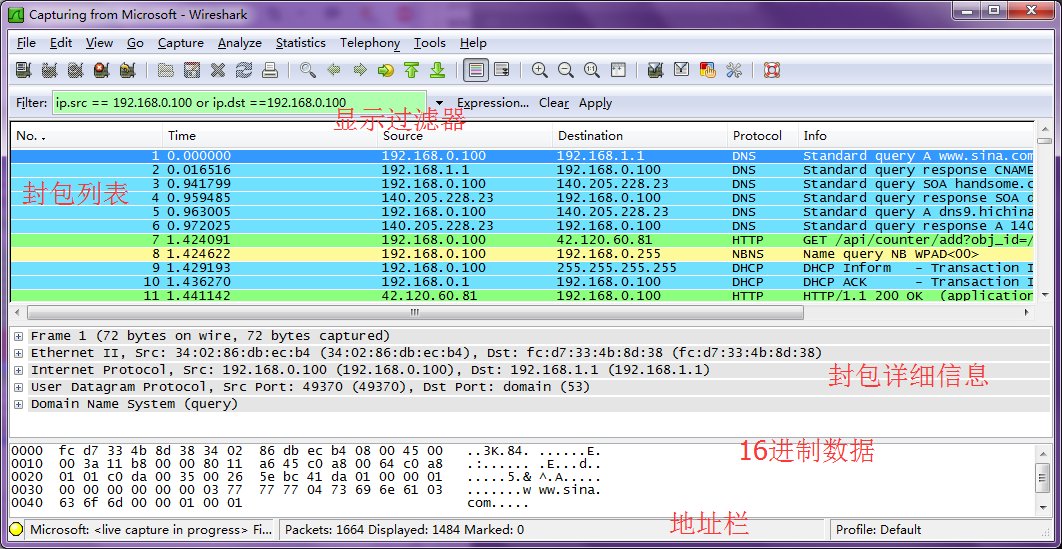 Capturing from Microsoft - Wireshark
File Edit View Go Capture Analyze Statistics Telephony Tools Help
Filter: ip.src == 192.168.0.100 or ip.dst ==192.168.0.100 Expression... Clear Apply
显示过滤器
No. . Time Source Destination Protocol Info
1 0.000000 192.168.0.100 192.168.1.1 DNS Standard query A www.sina.com
2 0.016516 192.168.1.1 192.168.0.100 DNS Standard query response CNAME
3 0.941799 192.168.0.100 140.205.228.23 DNS Standard query SOA handsome.c
封包列表
4 0.959485 140.205.228.23 192.168.0.100 DNS Standard query response SOA d
5 0.963005 192.168.0.100 140.205.228.23 DNS Standard query A dns9.hichina
6 0.972025 140.205.228.23 192.168.0.100 DNS Standard query response A 140
7 1.424091 192.168.0.100 42.120.60.81 HTTP GET /api/counter/add?obj_id=/
8 1.424622 192.168.0.100 192.168.0.255 NBNS Name query NB WPAD<00>
9 1.429193 192.168.0.100 255.255.255.255 DHCP DHCP Inform - Transaction I
10 1.436270 192.168.0.1 192.168.0.100 DHCP DHCP ACK - Transaction I
11 1.441142 42.120.60.81 192.168.0.100 HTTP HTTP/1.1 200 OK (application
Frame 1 (72 bytes on wire, 72 bytes captured)
Ethernet II, Src: 34:02:86:db:ec:b4 (34:02:86:db:ec:b4), Dst: fc:d7:33:4b:8d:38 (fc:d7:33:4b:8d:38)
Internet Protocol, Src: 192.168.0.100 (192.168.0.100), Dst: 192.168.1.1 (192.168.1.1)
封包详细信息
User Datagram Protocol, Src Port: 49370 (49370), Dst Port: domain (53)
Domain Name System (query)
16进制数据
0000 fc d7 33 4b 8d 38 34 02 86 db ec b4 08 00 45 00 ..3K.84. ......E.
0010 00 3a 11 b8 00 00 80 11 a6 45 c0 a8 00 64 c0 a8 .:...... .E...d..
0020 01 01 c0 da 00 35 00 26 5e bc 41 da 01 00 00 01 .....5.& ^.A.....
0030 00 00 00 00 00 00 03 77 77 77 04 73 69 6e 61 03 .......w ww.sina.
0040 63 6f 6d 00 00 01 00 01 com.....
地址栏
Microsoft: <live capture in progress> Fi... Packets: 1664 Displayed: 1484 Marked: 0 Profile: Default